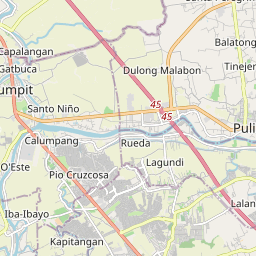 Capalangan
Balatong
Gatbuca
Dulong Malabon
Tinejer
umpit
Santo Niño
45
45
Puli
Calumpang
Rueda
Lagundi
O'Este
Pio Cruzcosa
Lalan
Iba-Ibayo
Kapitangan